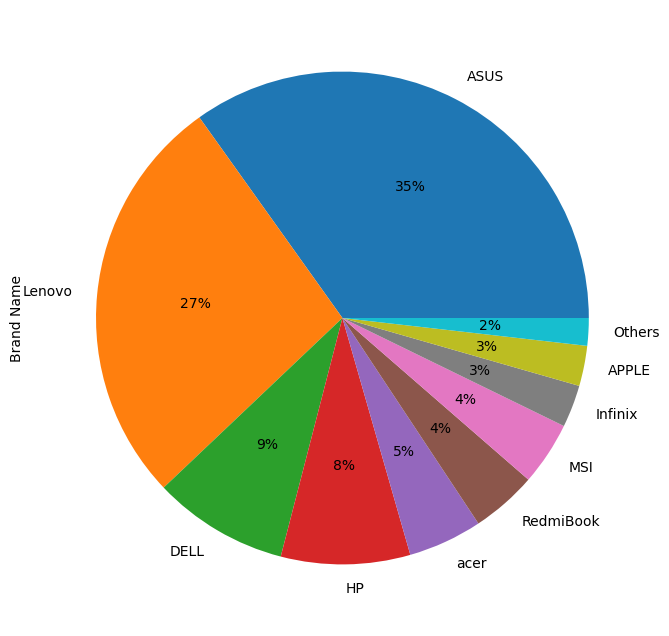 ASUS
35%
Lenovo
27%
Brand Name
DELL
9%
HP
8%
acer
5%
RedmiBook
4%
MSI
4%
Infinix
3%
APPLE
3%
Others
2%